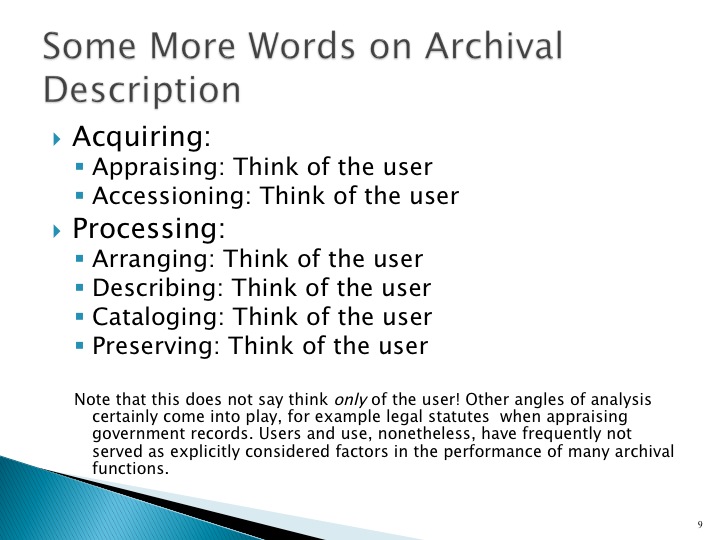 Some More Words on Archival
Description
Acquiring:
Appraising: Think of the user
Accessioning: Think of the user
Processing:
Arranging: Think of the user
Describing: Think of the user
Cataloging: Think of the user
Preserving: Think of the user
Note that this does not say think only of the user! Other angles of analysis
certainly come into play, for example legal statutes  when appraising
government records. Users and use, nonetheless, have frequently not
served as explicitly considered factors in the performance of many archival
functions.
9